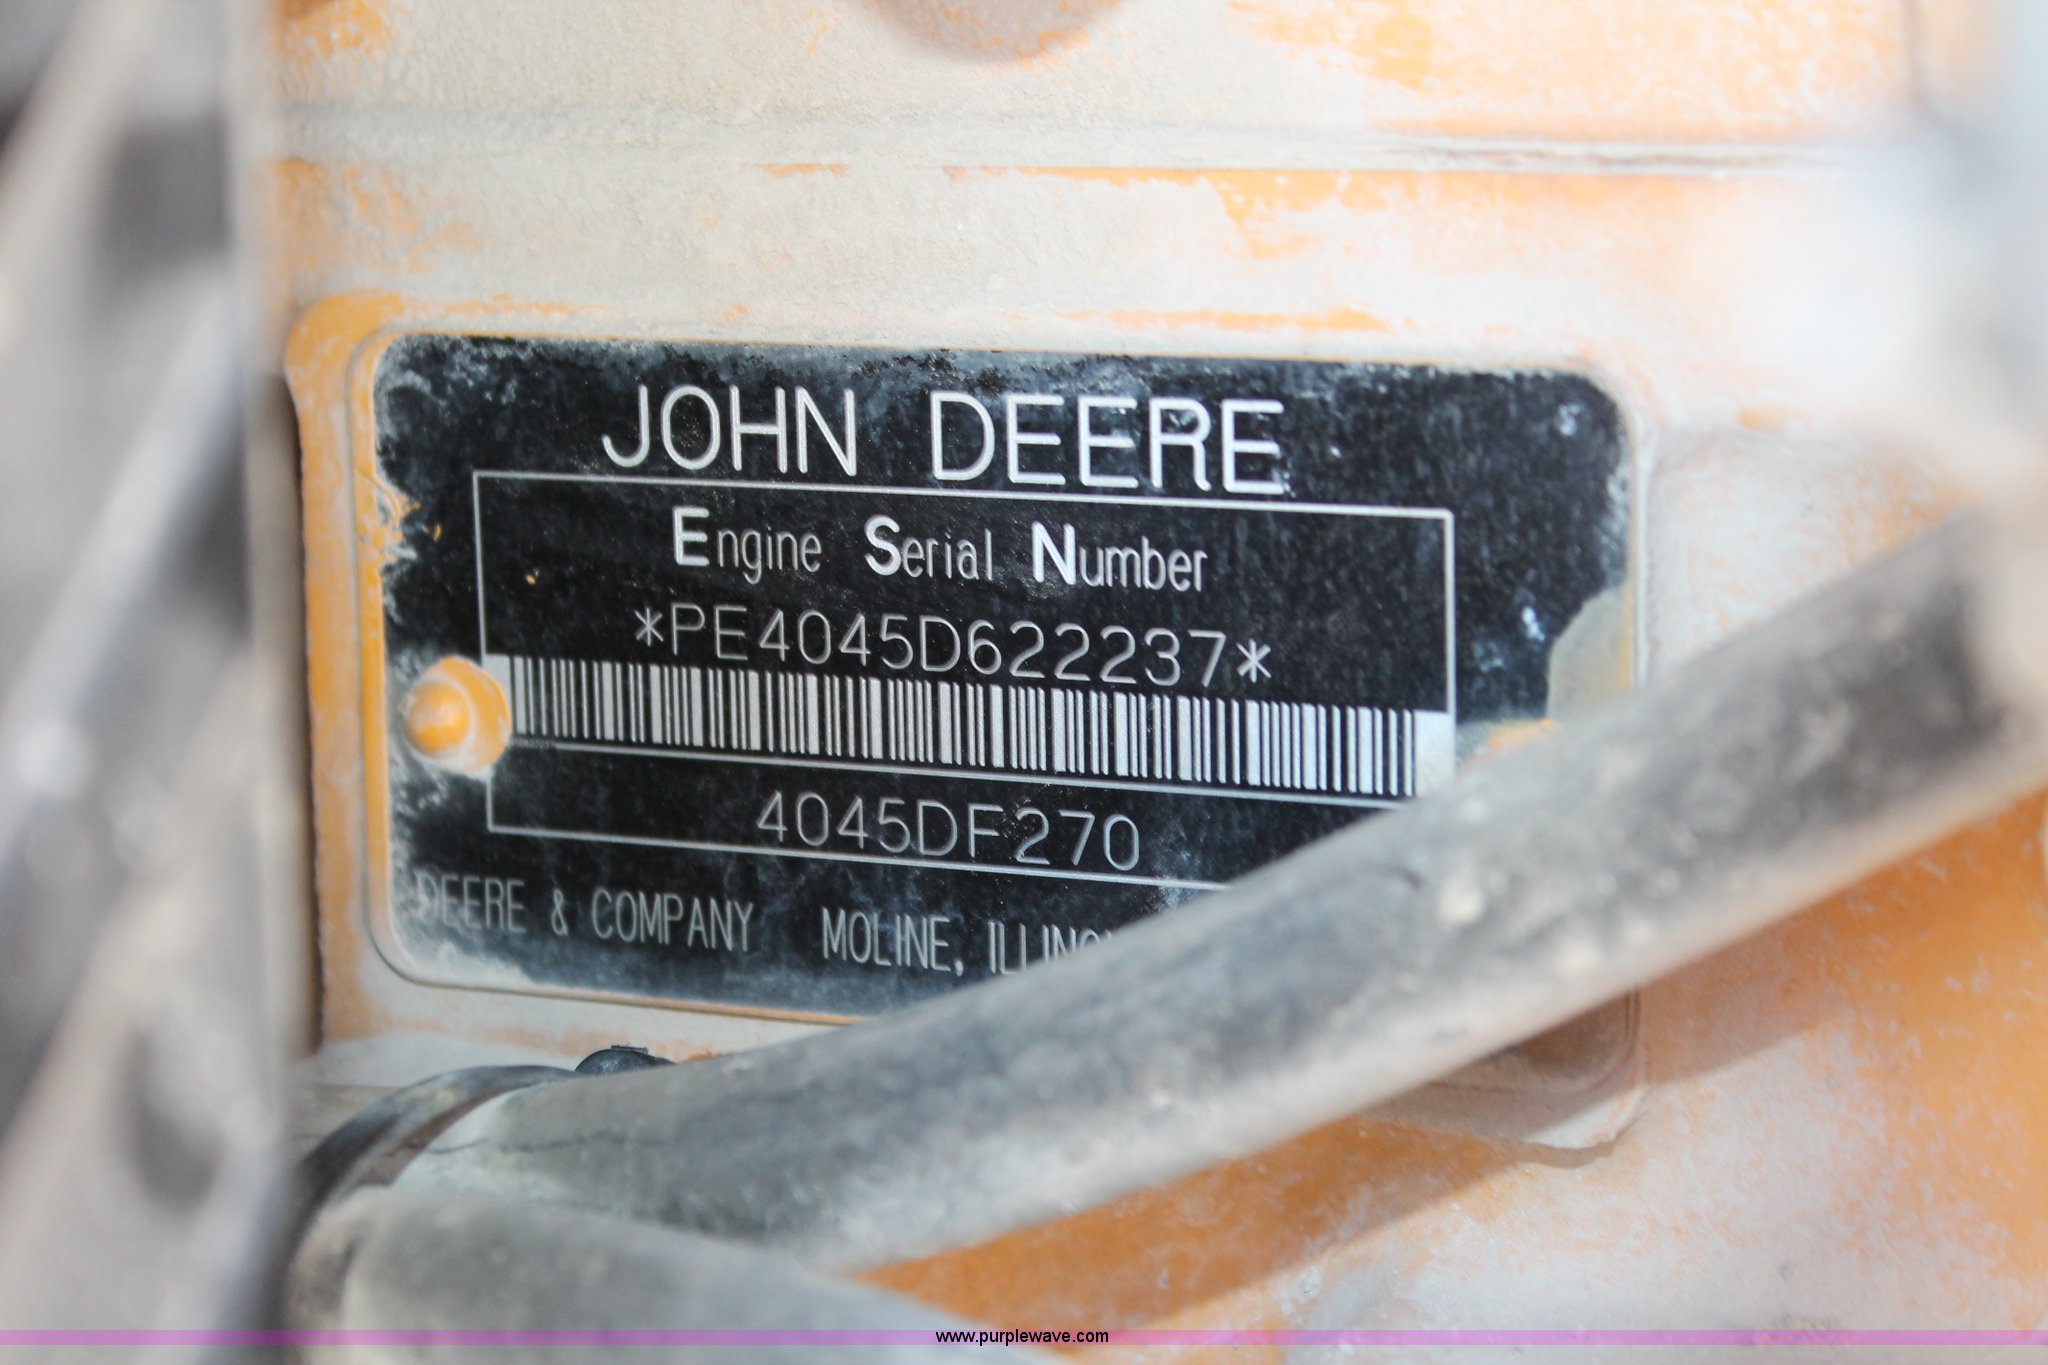 JOHN DEERE
Engine Serial Number
*PE4045D622237*
4045DF270
DEERE & COMPANY MOLINE,
www.purplewave.com